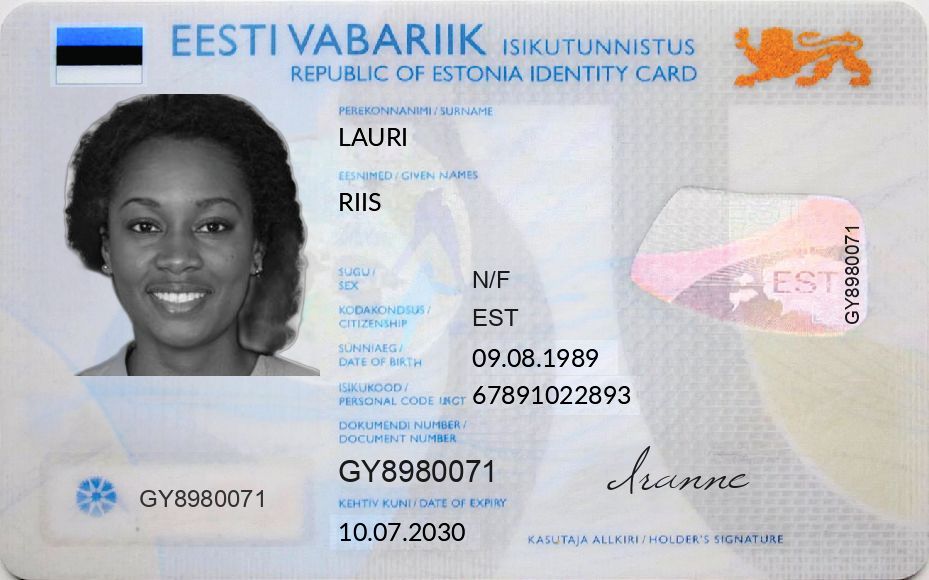 EESTI VABARIIK ISIKUTUNNISTUS
REPUBLIC OF ESTONIA IDENTITY CARD
PEREKONNANIMI / SURNAME
LAURI
EESNIMED / GIVEN NAMES
RIIS
SUGU /
SEX
N/F
KODAKONDSUS /
CITIZENSHIP
EST
SÜNNIAEG /
DATE OF BIRTH
09.08.1989
ISIKUKOOD /
PERSONAL CODE
67891022893
DOKUMENDI NUMBER /
DOCUMENT NUMBER
GY8980071
KEHTIV KUNI / DATE OF EXPIRY
10.07.2030
KASUTAJA ALLKIRI / HOLDER'S SIGNATURE
GY8980071
EST
GY8980071